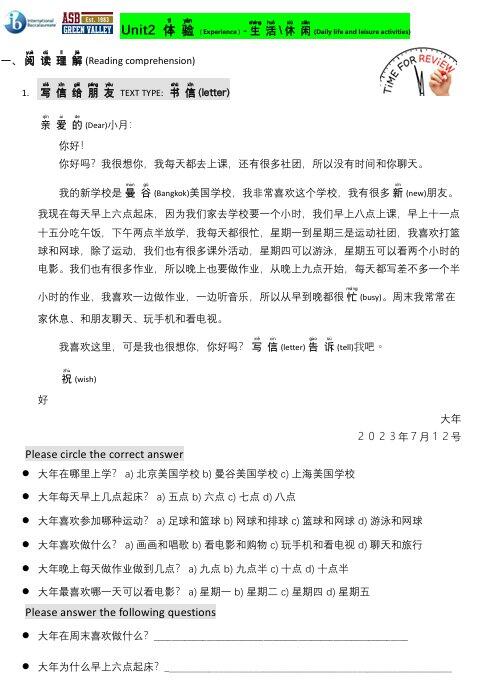 International Baccalaureate ASB Est. 1983 GREEN VALLEY Unit2 体 tǐ 验 yàn (Experience) - 生 shēng 活 huó \ 休 xiū 闲 xián (Daily life and leisure activities)
一、阅 yuè 读 dú 理 lǐ 解 jiě (Reading comprehension)
TIME FOR REVIEW
1. 写 xiě 信 xìn 给 gěi 朋 péng 友 yǒu TEXT TYPE: 书 shū 信 xìn (letter)
亲 qīn 爱 ài 的 de (Dear)小月：
你好！
你好吗？我很想你，我每天都去上课，还有很多社团，所以没有时间和你聊天。
我的新学校是 曼 màn 谷 gǔ (Bangkok)美国学校，我非常喜欢这个学校，我有很多 新 xīn (new)朋友。
我现在每天早上六点起床，因为我们家去学校要一个小时，我们早上八点上课，早上十一点
十五分吃午饭，下午两点半放学，我每天都很忙，星期一到星期三是运动社团，我喜欢打篮
球和网球，除了运动，我们也有很多课外活动，星期四可以游泳，星期五可以看两个小时的
电影。我们也有很多作业，所以晚上也要做作业，从晚上九点开始，每天都写差不多一个半
小时的作业，我喜欢一边做作业，一边听音乐，所以从早到晚都很 忙 máng (busy)。周末我常常在
家休息、和朋友聊天、玩手机和看电视。
我喜欢这里，可是我也很想你，你好吗？ 写 xiě 信 xìn (letter) 告 gào 诉 sù (tell)我吧。
祝 zhù (wish)
好
大年
２０２３年７月１２号
Please circle the correct answer
● 大年在哪里上学？ a) 北京美国学校 b) 曼谷美国学校 c) 上海美国学校
● 大年每天早上几点起床？ a) 五点 b) 六点 c) 七点 d) 八点
● 大年喜欢参加哪种运动？ a) 足球和篮球 b) 网球和排球 c) 篮球和网球 d) 游泳和网球
● 大年喜欢做什么？ a) 画画和唱歌 b) 看电影和购物 c) 玩手机和看电视 d) 聊天和旅行
● 大年晚上每天做作业做到几点？ a) 九点 b) 九点半 c) 十点 d) 十点半
● 大年最喜欢哪一天可以看电影？ a) 星期一 b) 星期二 c) 星期四 d) 星期五
Please answer the following questions
● 大年在周末喜欢做什么？
● 大年为什么早上六点起床？